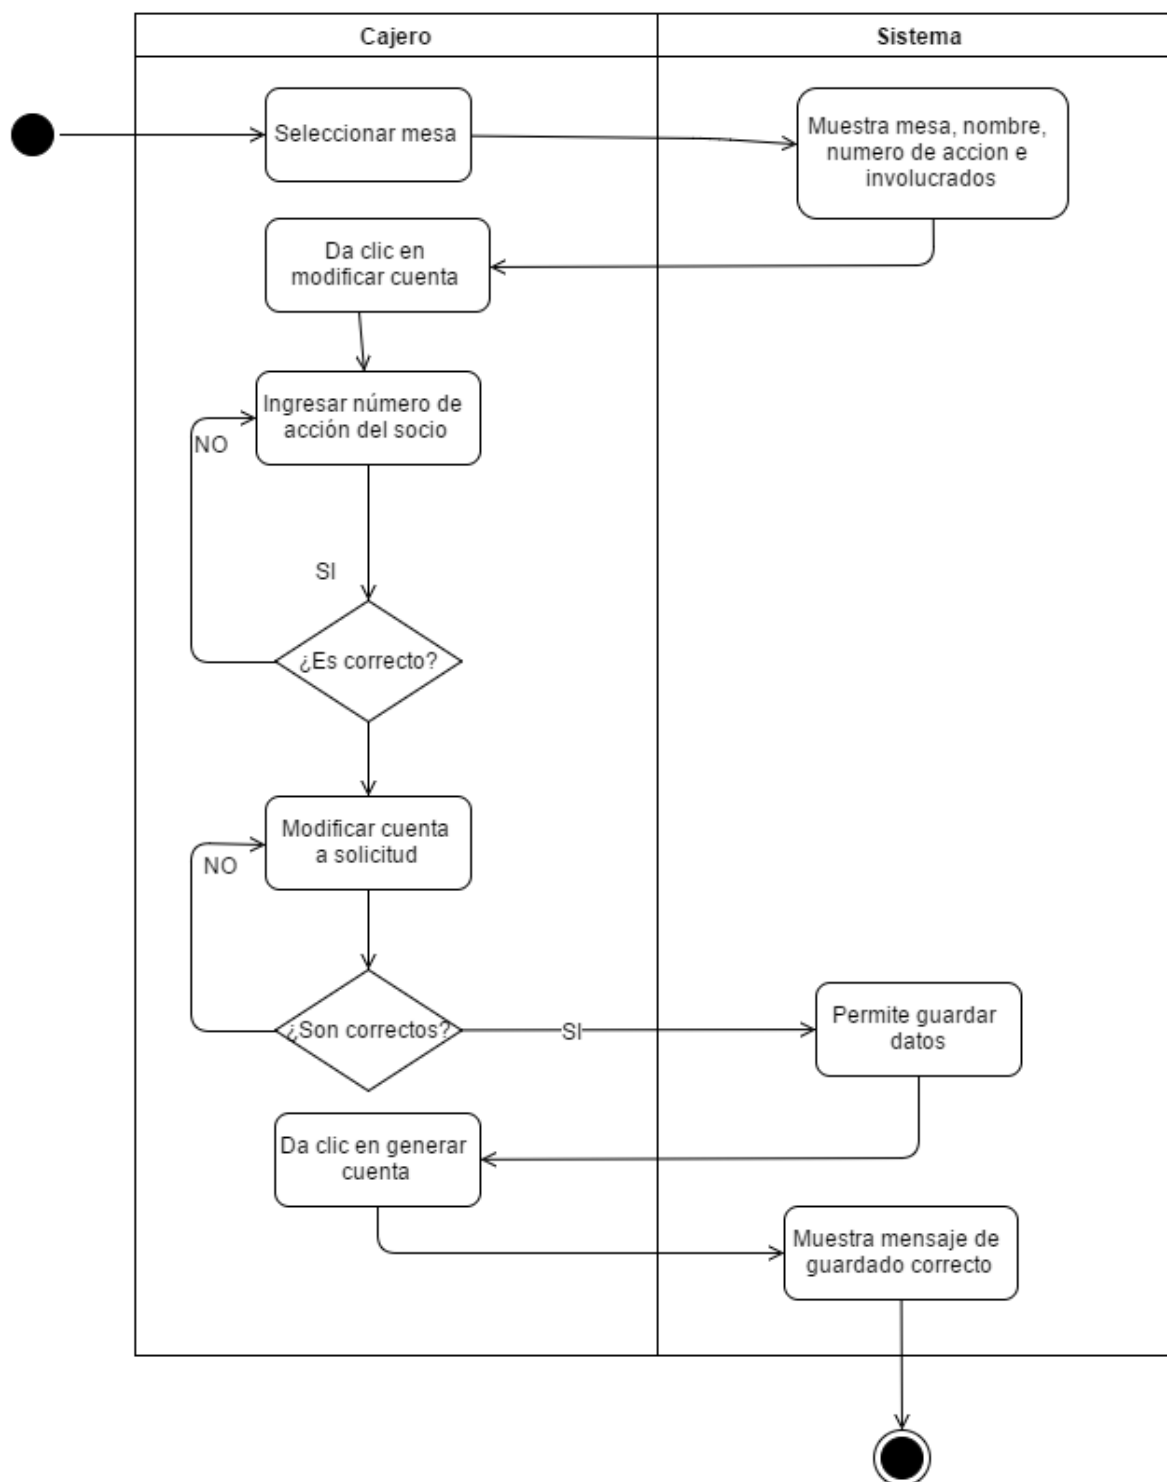 Cajero
Sistema
Seleccionar mesa
Muestra mesa, nombre,
numero de accion e
involucrados
Da clic en
modificar cuenta
Ingresar número de
acción del socio
NO
SI
¿Es correcto?
Modificar cuenta
a solicitud
NO
¿Son correctos?
SI
Permite guardar
datos
Da clic en generar
cuenta
Muestra mensaje de
guardado correcto